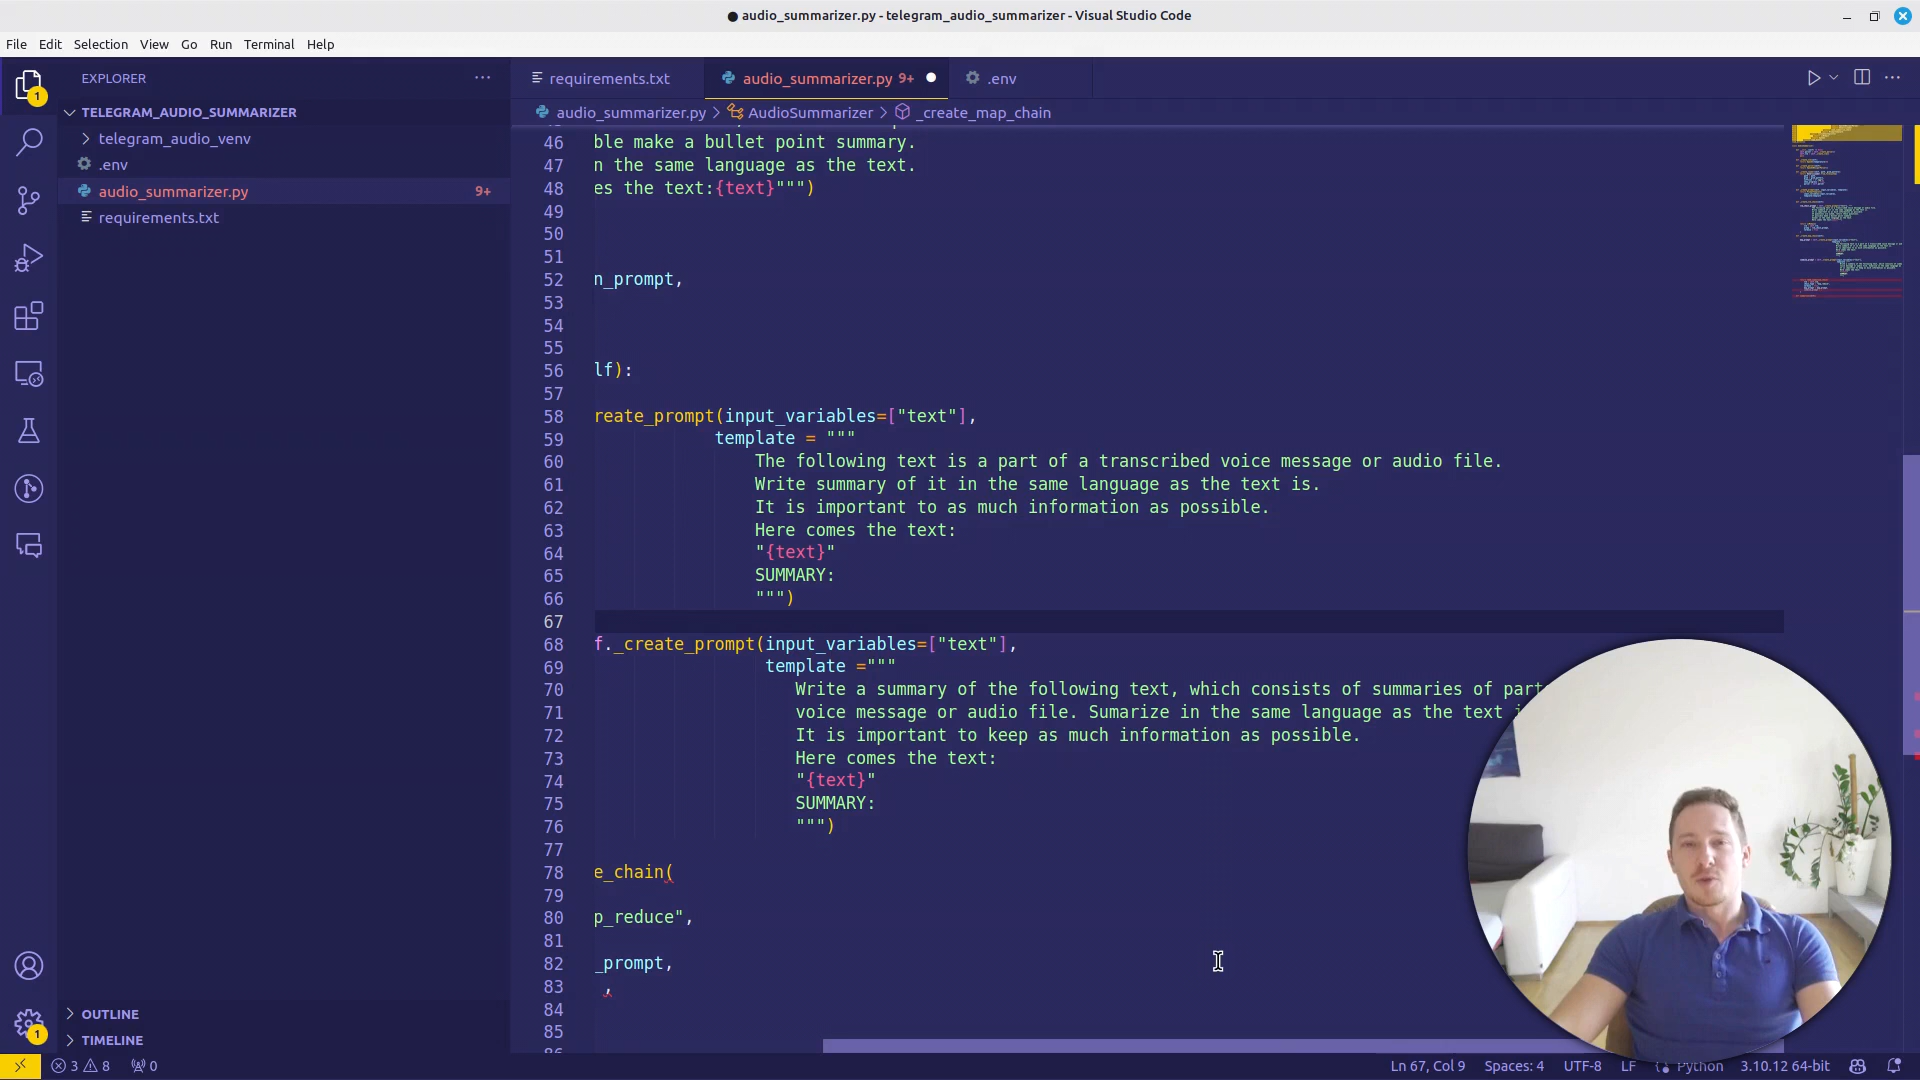 audio_summarizer.py - telegram_audio_summarizer - Visual Studio Code
File Edit Selection View Go Run Terminal Help
EXPLORER
1
TELEGRAM_AUDIO_SUMMARIZER
telegram_audio_venv
.env
audio_summarizer.py 9+
requirements.txt
OUTLINE
TIMELINE
1
requirements.txt audio_summarizer.py 9+ .env
audio_summarizer.py > AudioSummarizer > _create_map_chain
46 ble make a bullet point summary.
47 n the same language as the text.
48 es the text:{text}""")
49
50
51
52 n_prompt,
53
54
55
56 lf):
57
58 reate_prompt(input_variables=["text"],
59 template = """
60 The following text is a part of a transcribed voice message or audio file.
61 Write summary of it in the same language as the text is.
62 It is important to as much information as possible.
63 Here comes the text:
64 "{text}"
65 SUMMARY:
66 """)
67
68 f._create_prompt(input_variables=["text"],
69 template ="""
70 Write a summary of the following text, which consists of summaries of part
71 voice message or audio file. Sumarize in the same language as the text i
72 It is important to keep as much information as possible.
73 Here comes the text:
74 "{text}"
75 SUMMARY:
76 """)
77
78 e_chain(
79
80 p_reduce",
81
82 _prompt,
83 ,
84
85
3 8 0
Ln 67, Col 9 Spaces: 4 UTF-8 LF Python 3.10.12 64-bit